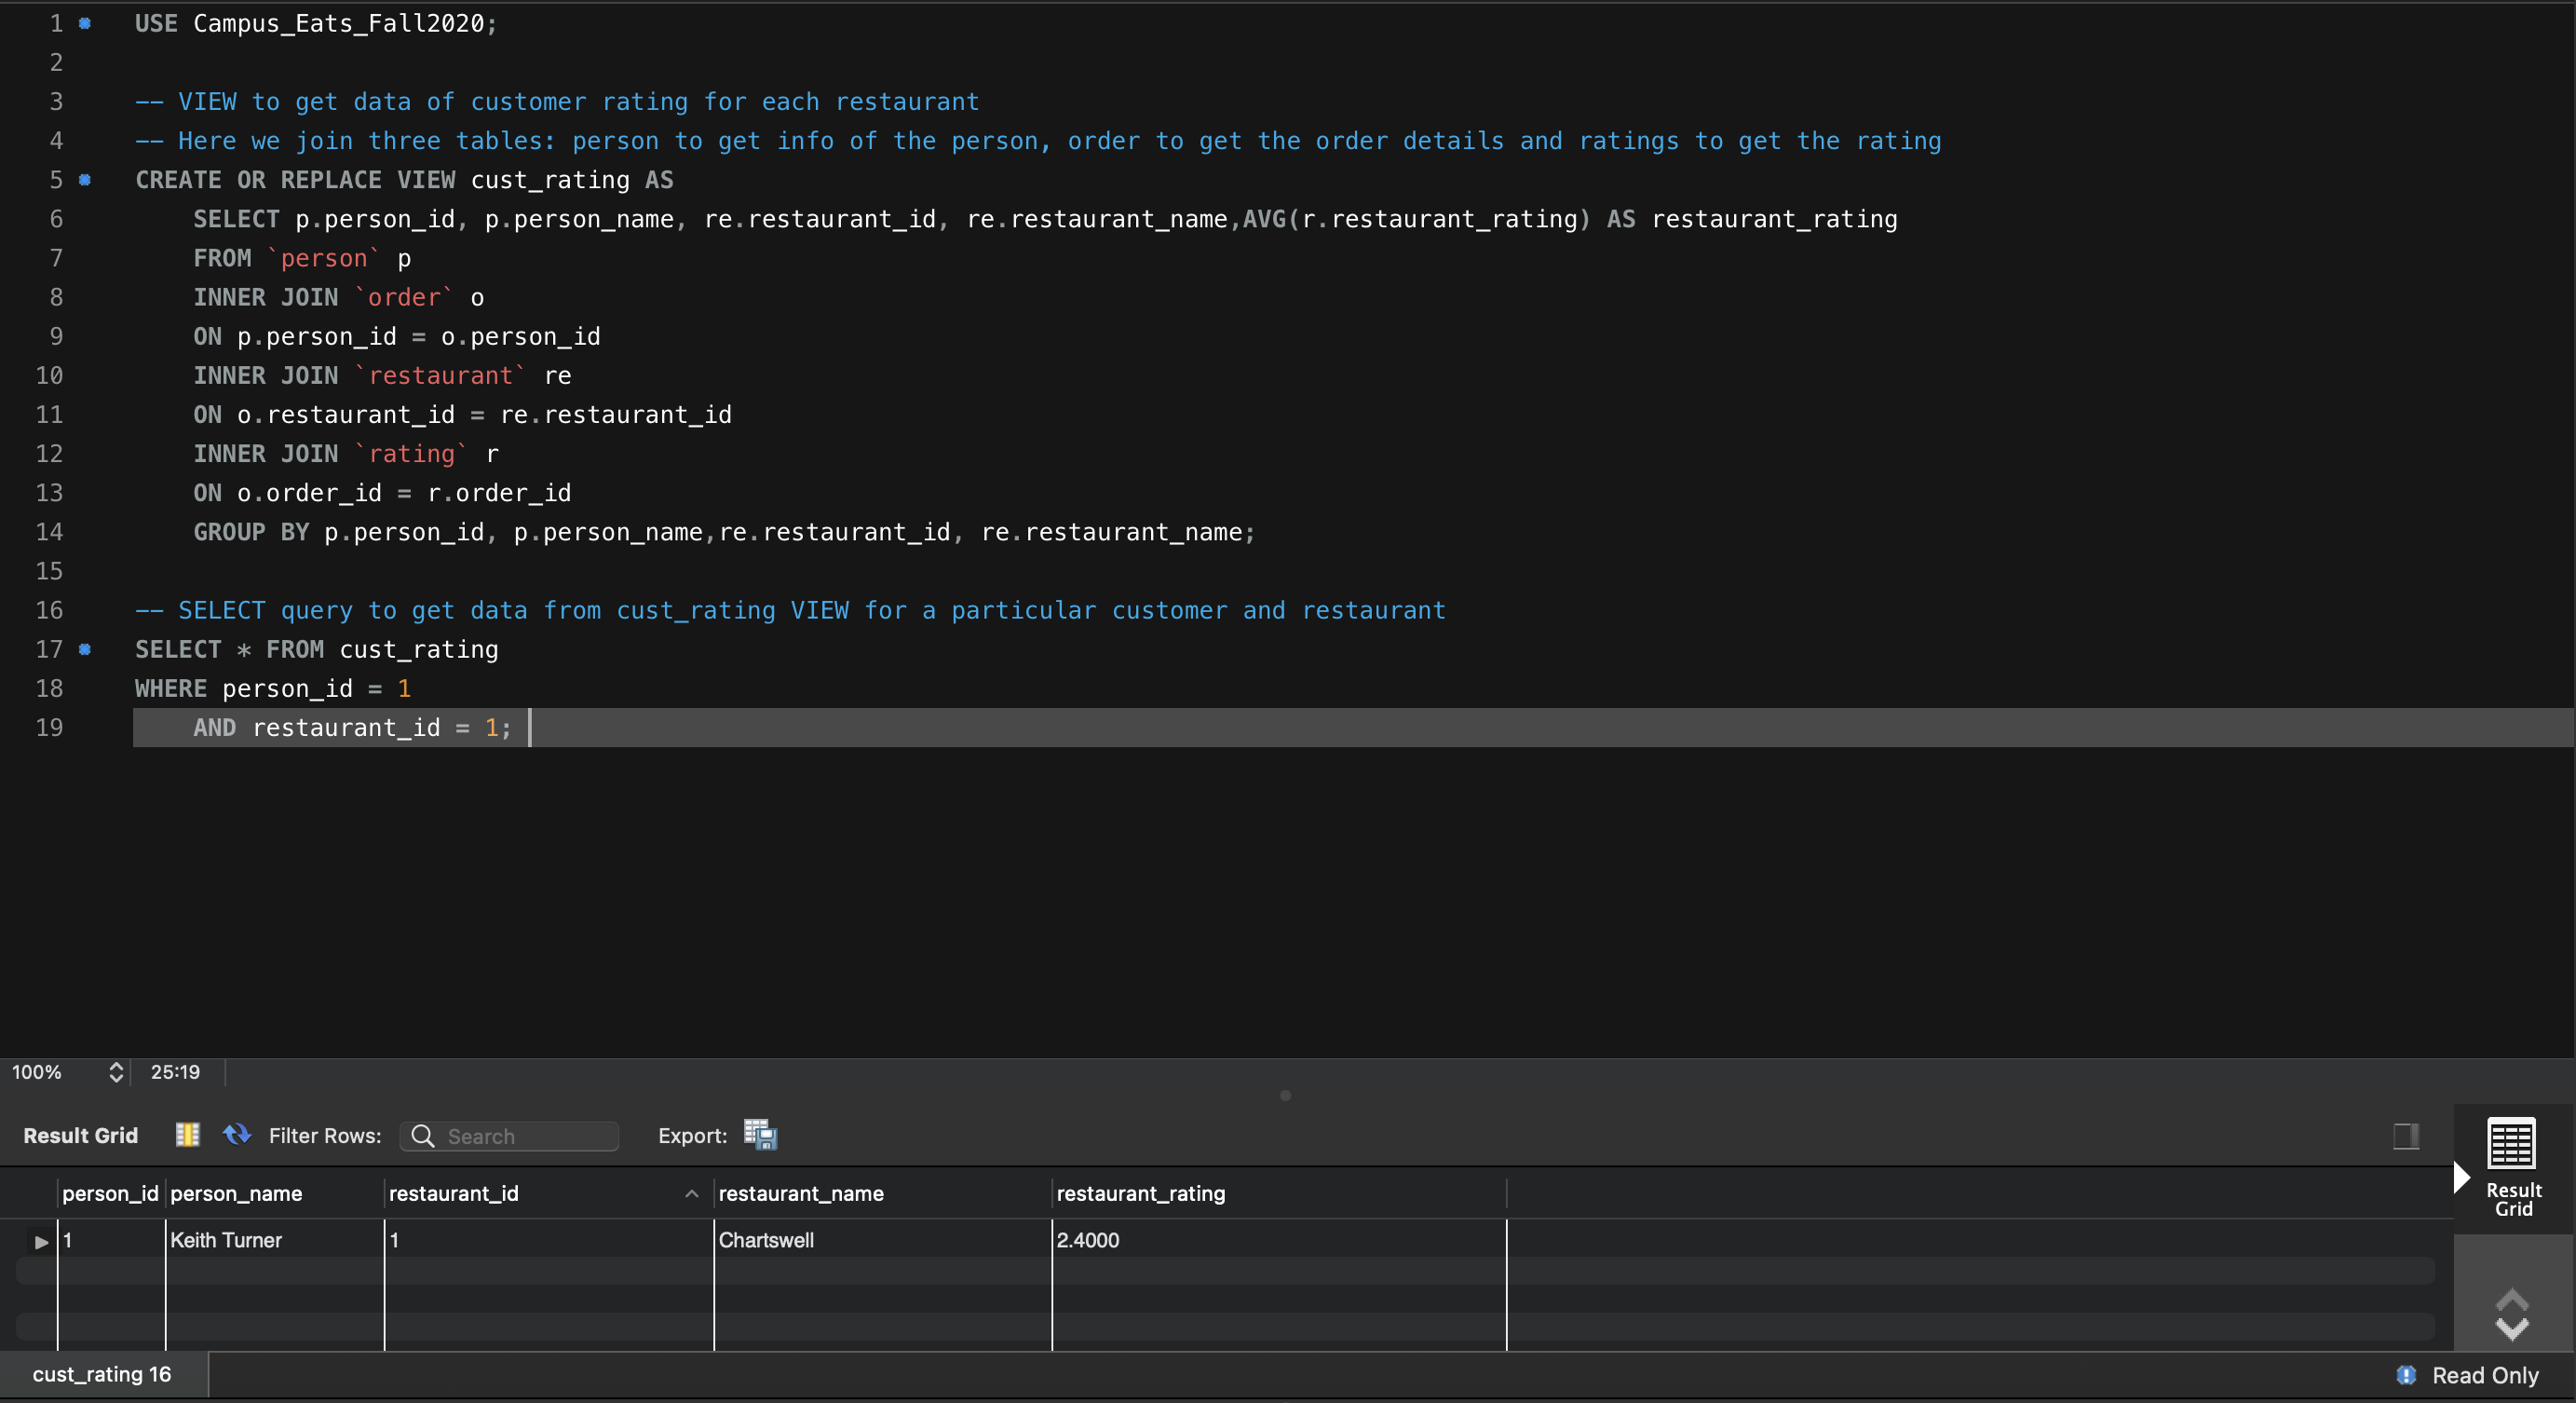 1 USE Campus_Eats_Fall2020;
2
3 -- VIEW to get data of customer rating for each restaurant
4 -- Here we join three tables: person to get info of the person, order to get the order details and ratings to get the rating
5 CREATE OR REPLACE VIEW cust_rating AS
6 SELECT p.person_id, p.person_name, re.restaurant_id, re.restaurant_name,AVG(r.restaurant_rating) AS restaurant_rating
7 FROM `person` p
8 INNER JOIN `order` o
9 ON p.person_id = o.person_id
10 INNER JOIN `restaurant` re
11 ON o.restaurant_id = re.restaurant_id
12 INNER JOIN `rating` r
13 ON o.order_id = r.order_id
14 GROUP BY p.person_id, p.person_name,re.restaurant_id, re.restaurant_name;
15
16 -- SELECT query to get data from cust_rating VIEW for a particular customer and restaurant
17 SELECT * FROM cust_rating
18 WHERE person_id = 1
19 AND restaurant_id = 1;
100% 25:19
Result Grid Filter Rows: Search Export:
person_id person_name restaurant_id restaurant_name restaurant_rating
1 Keith Turner 1 Chartswell 2.4000
Result
Grid
cust_rating 16 Read Only